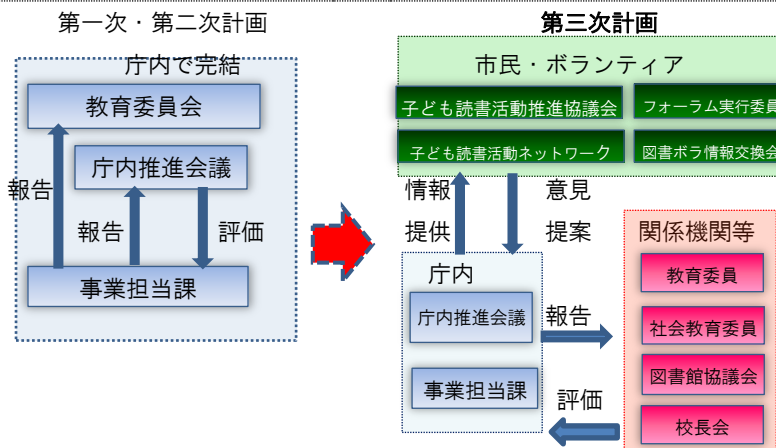 第一次・第二次計画
庁内で完結
教育委員会
庁内推進会議
報告
報告
評価
事業担当課
第三次計画
市民・ボランティア
子ども読書活動推進協議会
フォーラム実行委員
子ども読書活動ネットワーク
図書ボラ情報交換会
情報
提供
意見
提案
庁内
庁内推進会議
事業担当課
報告
評価
関係機関等
教育委員
社会教育委員
図書館協議会
校長会